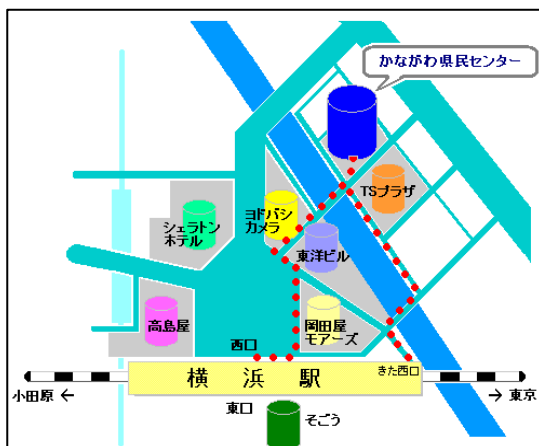 かながわ県民センター
TSプラザ
ヨドバシ
カメラ
シェラトン
ホテル
東洋ビル
高島屋
岡田屋
モアーズ
西口
きた西口
横浜駅
小田原 ←
→ 東京
東口
そごう